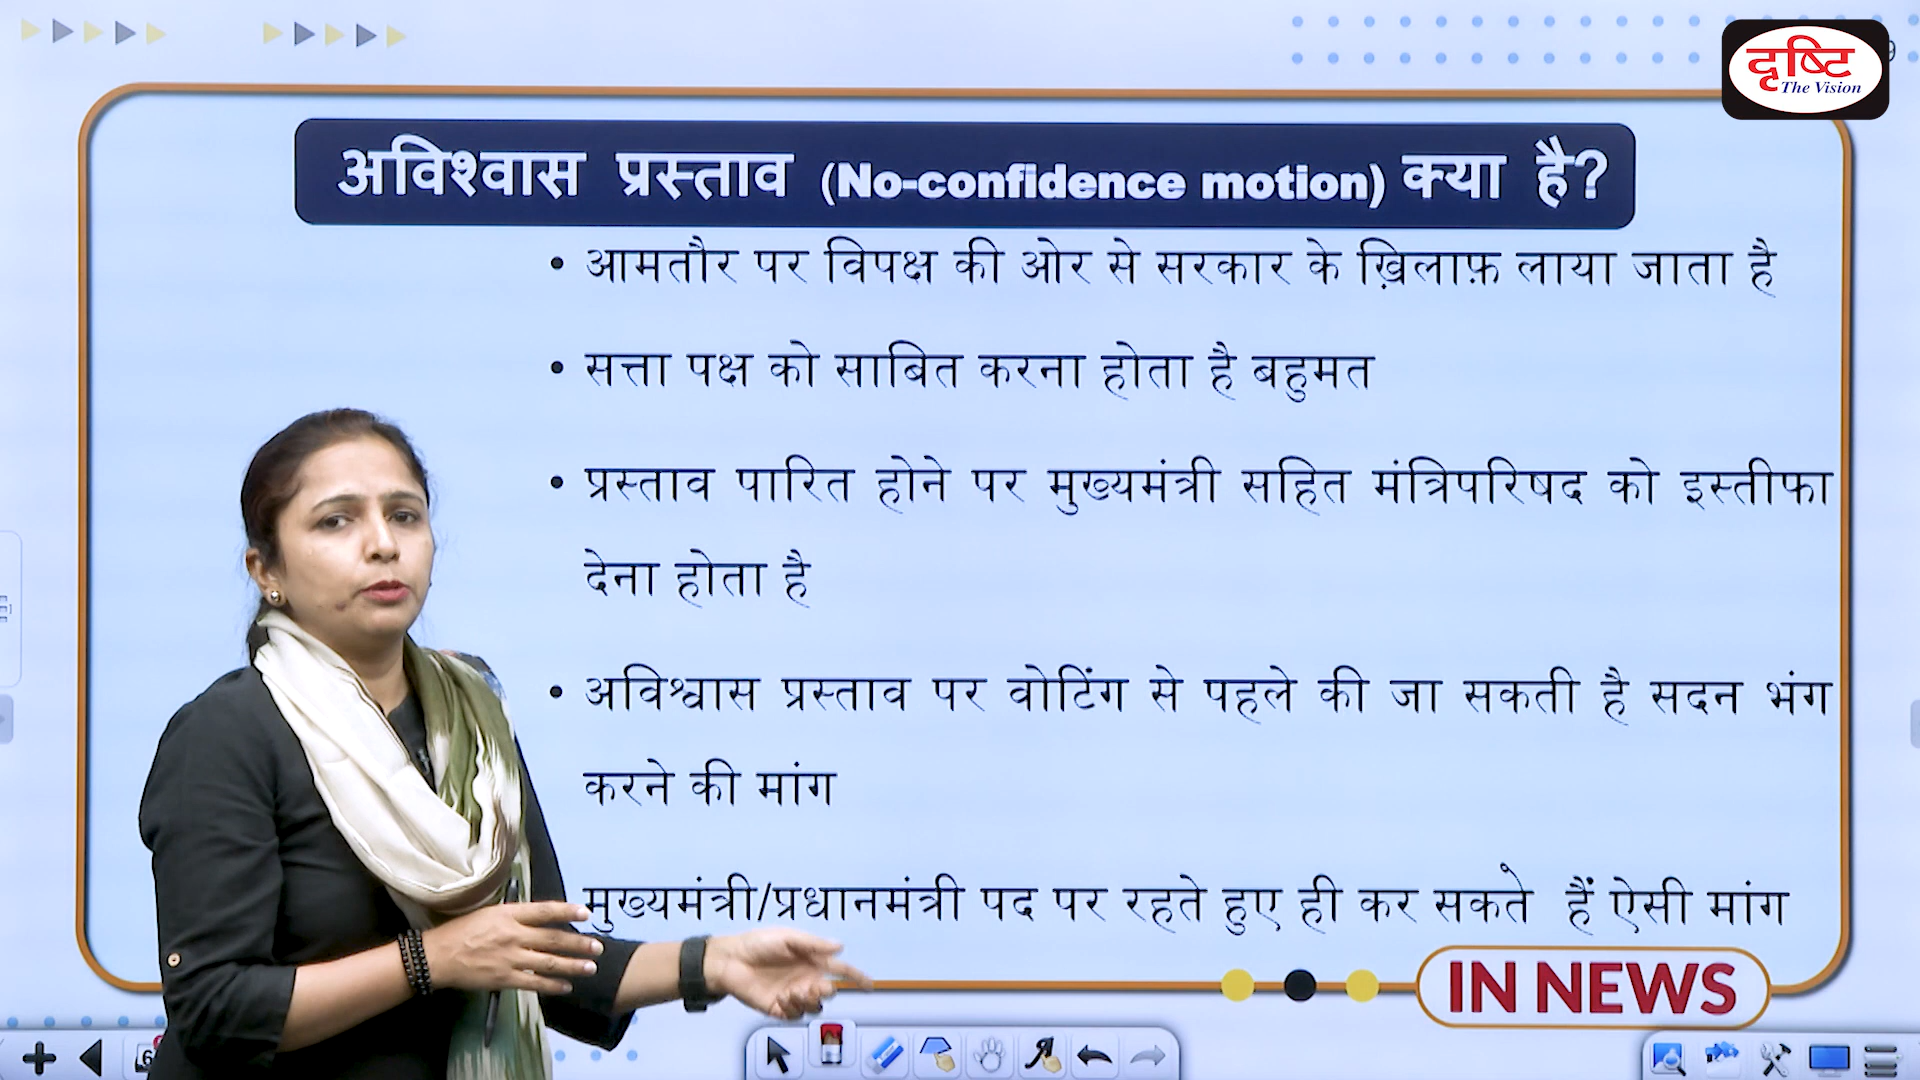 दृष्टि
The Vision
अविश्वास प्रस्ताव (No-confidence motion) क्या है?
• आमतौर पर विपक्ष की ओर से सरकार के ख़िलाफ़ लाया जाता है
• सत्ता पक्ष को साबित करना होता है बहुमत
• प्रस्ताव पारित होने पर मुख्यमंत्री सहित मंत्रिपरिषद को इस्तीफा
देना होता है
• अविश्वास प्रस्ताव पर वोटिंग से पहले की जा सकती है सदन भंग
करने की मांग
मुख्यमंत्री/प्रधानमंत्री पद पर रहते हुए ही कर सकते हैं ऐसी मांग
IN NEWS